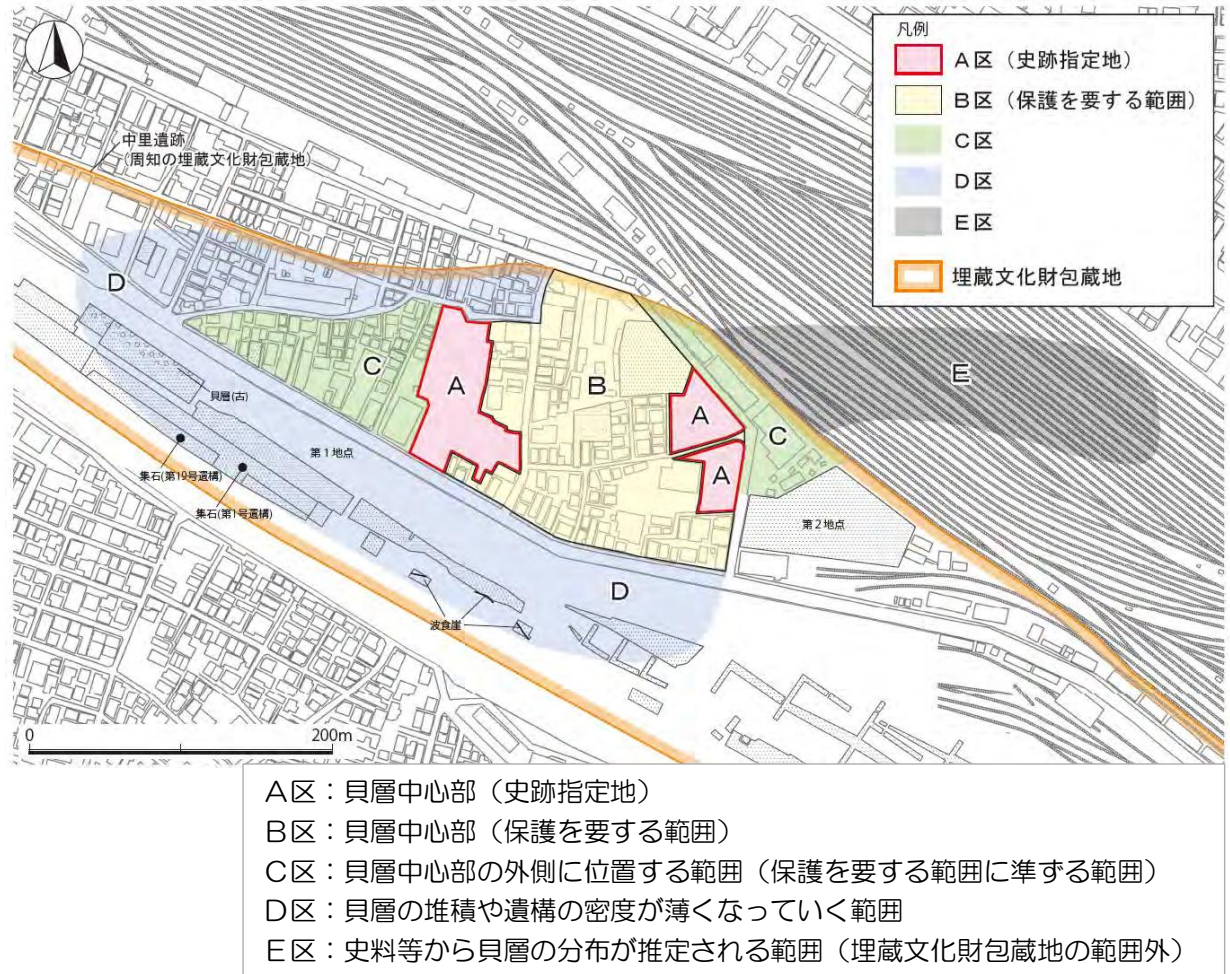 凡例
A区（史跡指定地）
B区（保護を要する範囲）
C区
D区
E区
埋蔵文化財包蔵地
中里遺跡
（周知の埋蔵文化財包蔵地）
D
C
A
B
A
A
C
E
貝層(古)
第1地点
集石(第19号遺構)
集石(第1号遺構)
第2地点
D
波食崖
0
200m
A区：貝層中心部（史跡指定地）
B区：貝層中心部（保護を要する範囲）
C区：貝層中心部の外側に位置する範囲（保護を要する範囲に準ずる範囲）
D区：貝層の堆積や遺構の密度が薄くなっていく範囲
E区：史料等から貝層の分布が推定される範囲（埋蔵文化財包蔵地の範囲外）